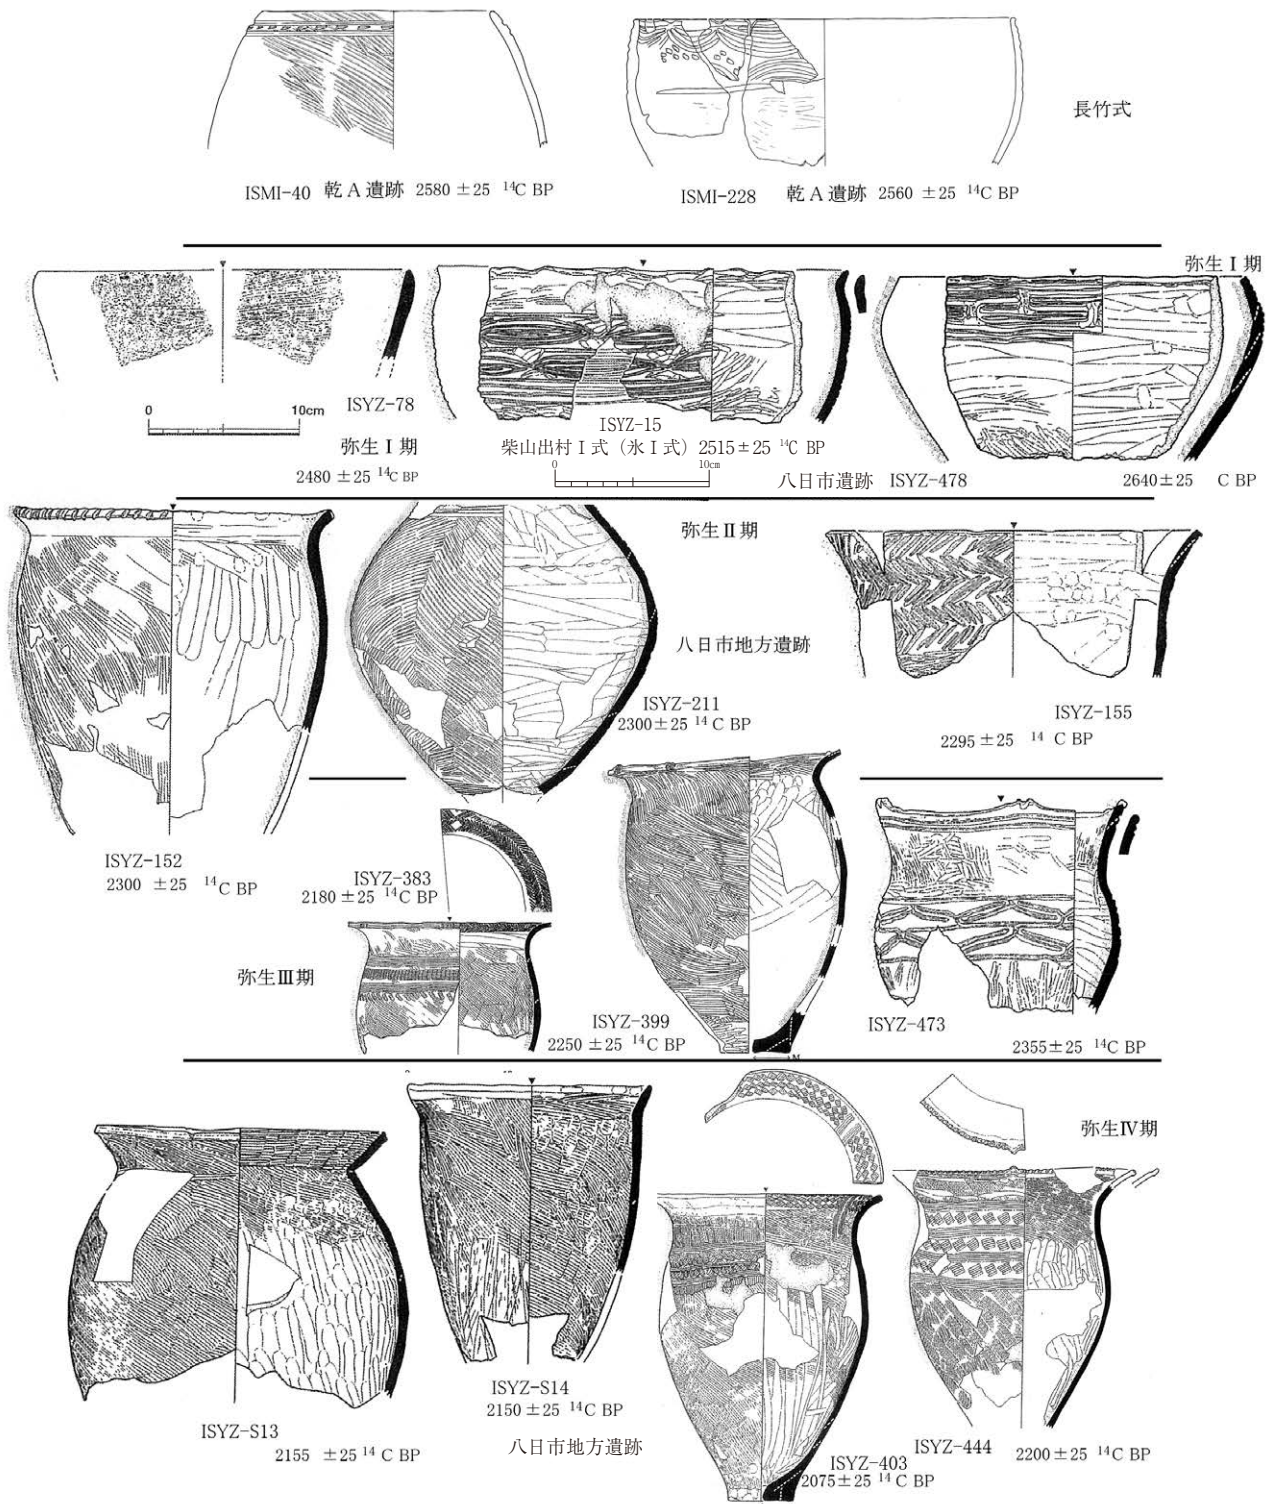 長竹式
ISMI-40 乾A遺跡 2580 ±25 ¹⁴C BP
ISMI-228 乾A遺跡 2560 ±25 ¹⁴C BP
弥生Ⅰ期
ISYZ-78
0 10cm
弥生Ⅰ期
2480 ±25 ¹⁴C BP
ISYZ-15
柴山出村Ⅰ式（氷Ⅰ式）2515±25 ¹⁴C BP
0 10cm
八日市遺跡 ISYZ-478
2640±25 C BP
弥生Ⅱ期
八日市地方遺跡
ISYZ-211
2300±25 ¹⁴C BP
ISYZ-155
2295±25 ¹⁴C BP
ISYZ-152
2300 ±25 ¹⁴C BP
ISYZ-383
2180±25 ¹⁴C BP
弥生Ⅲ期
ISYZ-399
2250±25 ¹⁴C BP
ISYZ-473
2355±25 ¹⁴C BP
弥生Ⅳ期
ISYZ-S13
2155 ±25 ¹⁴C BP
ISYZ-S14
2150±25 ¹⁴C BP
八日市地方遺跡
ISYZ-403
2075±25 ¹⁴C BP
ISYZ-444
2200±25 ¹⁴C BP